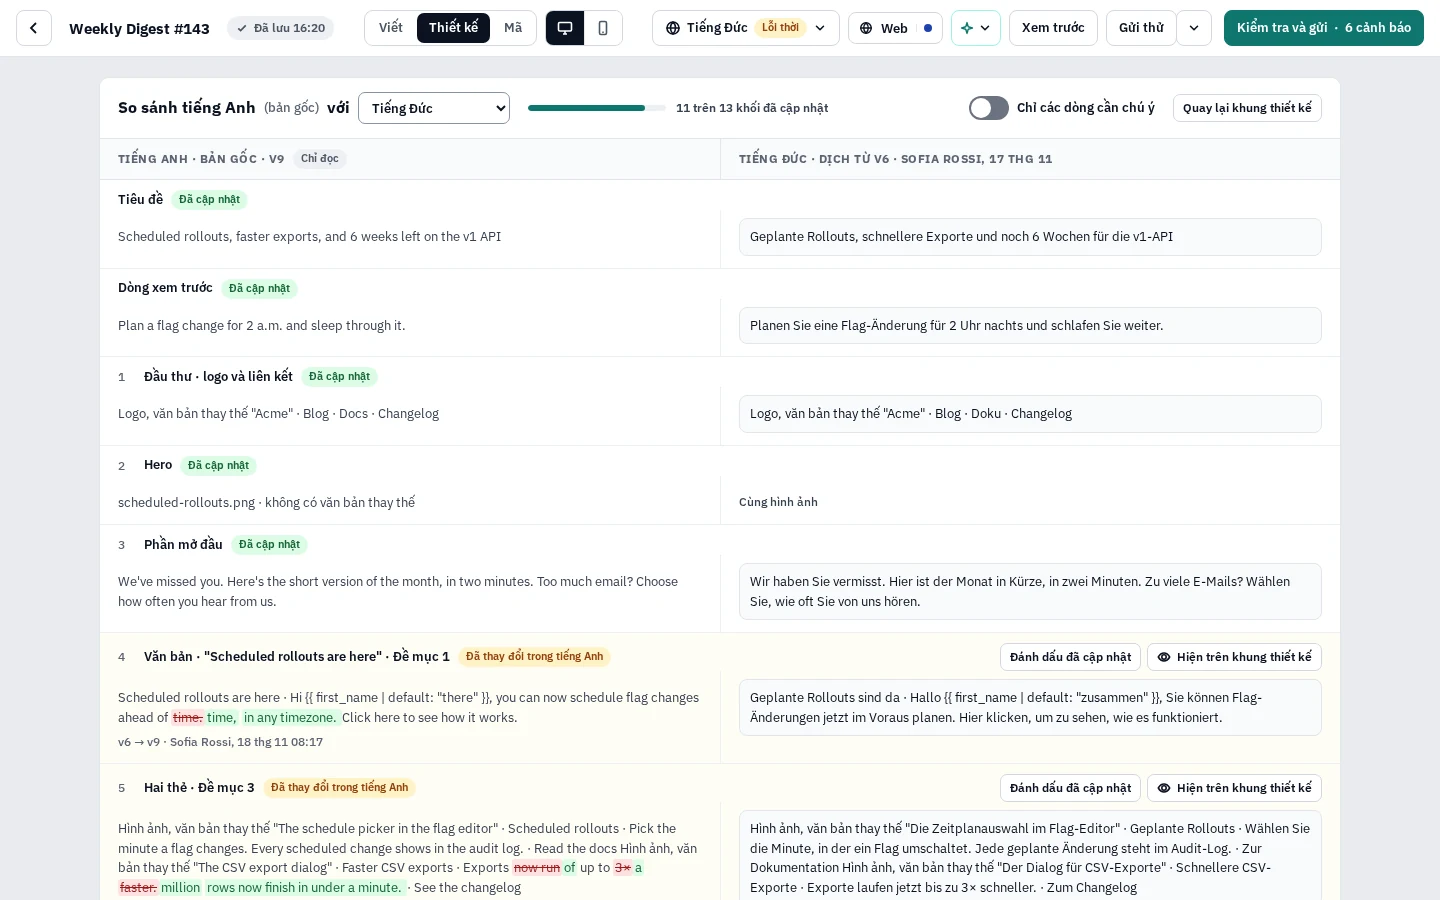 Weekly Digest #143
Đã lưu 16:20
Viết
Thiết kế
Mã
Tiếng Đức
Lỗi thời
Web
Xem trước
Gửi thử
Kiểm tra và gửi · 6 cảnh báo
So sánh tiếng Anh (bản gốc) với
Tiếng Đức
11 trên 13 khối đã cập nhật
Chỉ các dòng cần chú ý
Quay lại khung thiết kế
TIẾNG ANH · BẢN GỐC · V9
Chỉ đọc
TIẾNG ĐỨC · DỊCH TỪ V6 · SOFIA ROSSI, 17 THG 11
Tiêu đề
Đã cập nhật
Scheduled rollouts, faster exports, and 6 weeks left on the v1 API
Geplante Rollouts, schnellere Exporte und noch 6 Wochen für die v1-API
Dòng xem trước
Đã cập nhật
Plan a flag change for 2 a.m. and sleep through it.
Planen Sie eine Flag-Änderung für 2 Uhr nachts und schlafen Sie weiter.
1 Đầu thư · logo và liên kết
Đã cập nhật
Logo, văn bản thay thế "Acme" · Blog · Docs · Changelog
Logo, văn bản thay thế "Acme" · Blog · Doku · Changelog
2 Hero
Đã cập nhật
scheduled-rollouts.png · không có văn bản thay thế
Cùng hình ảnh
3 Phần mở đầu
Đã cập nhật
We've missed you. Here's the short version of the month, in two minutes. Too much email? Choose
how often you hear from us.
Wir haben Sie vermisst. Hier ist der Monat in Kürze, in zwei Minuten. Zu viele E-Mails? Wählen
Sie, wie oft Sie von uns hören.
4 Văn bản · "Scheduled rollouts are here" · Đề mục 1
Đã thay đổi trong tiếng Anh
Đánh dấu đã cập nhật
Hiện trên khung thiết kế
Scheduled rollouts are here · Hi {{ first_name | default: "there" }}, you can now schedule flag changes
ahead of time. time, in any timezone. Click here to see how it works.
v6 → v9 · Sofia Rossi, 18 thg 11 08:17
Geplante Rollouts sind da · Hallo {{ first_name | default: "zusammen" }}, Sie können Flag-
Änderungen jetzt im Voraus planen. Hier klicken, um zu sehen, wie es funktioniert.
5 Hai thẻ · Đề mục 3
Đã thay đổi trong tiếng Anh
Đánh dấu đã cập nhật
Hiện trên khung thiết kế
Hình ảnh, văn bản thay thế "The schedule picker in the flag editor" · Scheduled rollouts · Pick the
minute a flag changes. Every scheduled change shows in the audit log. · Read the docs Hình ảnh, văn
bản thay thế "The CSV export dialog" · Faster CSV exports · Exports now run of up to 3× a
faster. million rows now finish in under a minute. · See the changelog
Hình ảnh, văn bản thay thế "Die Zeitplanauswahl im Flag-Editor" · Geplante Rollouts · Wählen Sie
die Minute, in der ein Flag umschaltet. Jede geplante Änderung steht im Audit-Log. · Zur
Dokumentation Hình ảnh, văn bản thay thế "Der Dialog für CSV-Exporte" · Schnellere CSV-
Exporte · Exporte laufen jetzt bis zu 3× schneller. · Zum Changelog